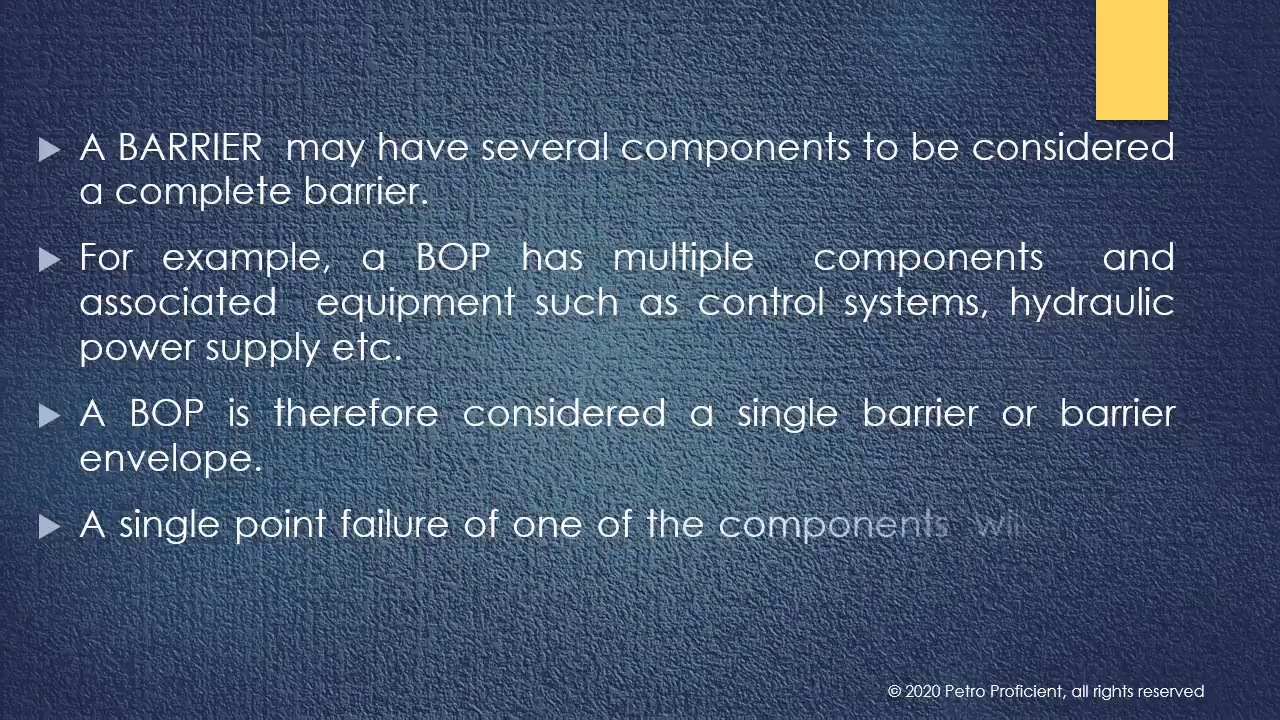 A BARRIER may have several components to be considered
a complete barrier.
For example, a BOP has multiple components and
associated equipment such as control systems, hydraulic
power supply etc.
A BOP is therefore considered a single barrier or barrier
envelope.
A single point failure of one of the components
© 2020 Petro Proficient, all rights reserved